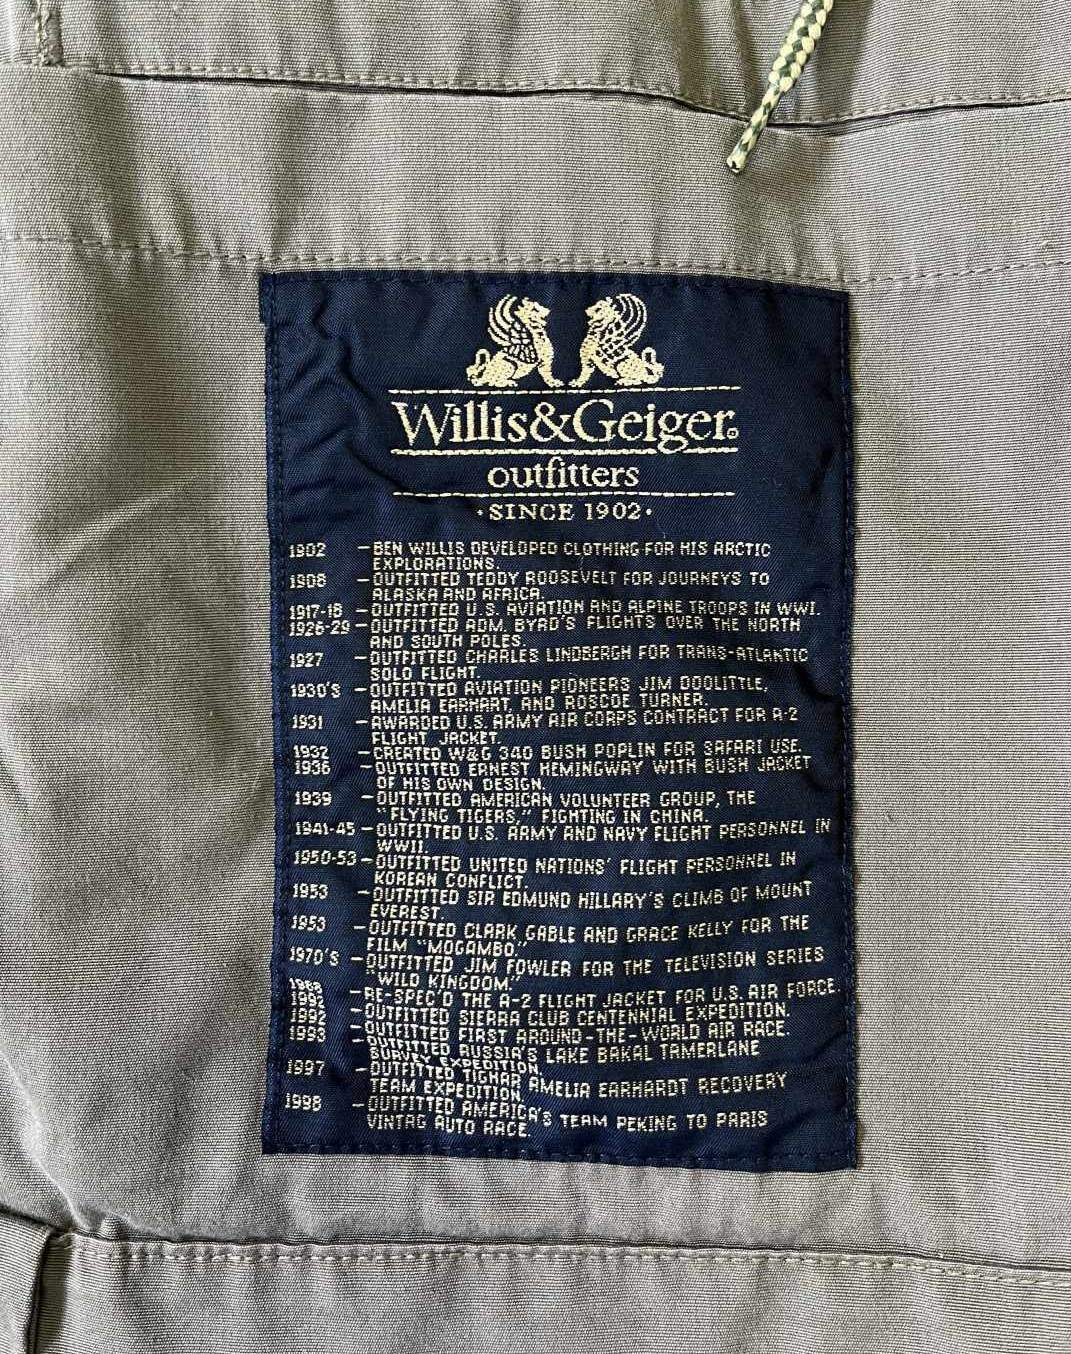 Willis&Geiger®
outfitters
·SINCE 1902·
1902 —BEN WILLIS DEVELOPED CLOTHING FOR HIS ARCTIC
EXPLORATIONS.
1908 —OUTFITTED TEDDY ROOSEVELT FOR JOURNEYS TO
ALASKA AND AFRICA.
1917-18 —OUTFITTED U.S. AVIATION AND ALPINE TROOPS IN WWI.
1926-29 —OUTFITTED ADM. BYRD'S FLIGHTS OVER THE NORTH
AND SOUTH POLES.
1927 —OUTFITTED CHARLES LINDBERGH FOR TRANS-ATLANTIC
SOLO FLIGHT.
1930'S —OUTFITTED AVIATION PIONEERS JIM DOOLITTLE,
AMELIA EARHART, AND ROSCOE TURNER.
1931 —AWARDED U.S. ARMY AIR CORPS CONTRACT FOR A-2
FLIGHT JACKET.
1932 —CREATED W&G 340 BUSH POPLIN FOR SAFARI USE.
1936 —OUTFITTED ERNEST HEMINGWAY WITH BUSH JACKET
OF HIS OWN DESIGN.
1939 —OUTFITTED AMERICAN VOLUNTEER GROUP, THE
"FLYING TIGERS," FIGHTING IN CHINA.
1941-45 —OUTFITTED U.S. ARMY AND NAVY FLIGHT PERSONNEL IN
WWII.
1950-53 —OUTFITTED UNITED NATIONS' FLIGHT PERSONNEL IN
KOREAN CONFLICT.
1953 —OUTFITTED SIR EDMUND HILLARY'S CLIMB OF MOUNT
EVEREST.
1953 —OUTFITTED CLARK GABLE AND GRACE KELLY FOR THE
FILM "MOGAMBO."
1970'S —OUTFITTED JIM FOWLER FOR THE TELEVISION SERIES
"WILD KINGDOM."
1988 —RE-SPEC'D THE A-2 FLIGHT JACKET FOR U.S. AIR FORCE.
1992 —OUTFITTED SIERRA CLUB CENTENNIAL EXPEDITION.
1992 —OUTFITTED FIRST AROUND-THE-WORLD AIR RACE.
1993 —OUTFITTED RUSSIA'S LAKE BAKAL TAMERLANE
SURVEY EXPEDITION.
1997 —OUTFITTED TIGHAR AMELIA EARHARDT RECOVERY
TEAM EXPEDITION.
1998 —OUTFITTED AMERICA'S TEAM PEKING TO PARIS
VINTAG AUTO RACE.